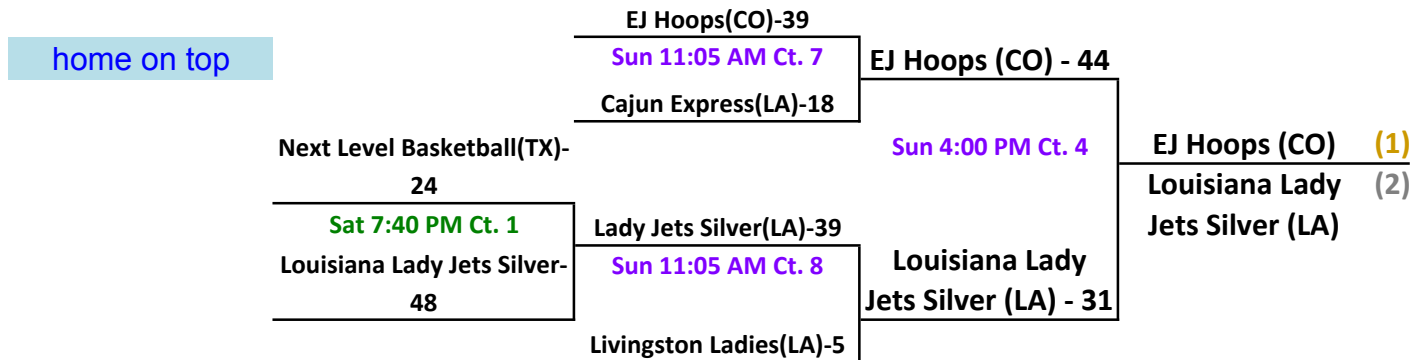 EJ Hoops(CO)-39
home on top
Sun 11:05 AM Ct. 7
EJ Hoops (CO) - 44
Cajun Express(LA)-18
Next Level Basketball(TX)-
24
Sun 4:00 PM Ct. 4
EJ Hoops (CO) (1)
Louisiana Lady (2)
Jets Silver (LA)
Sat 7:40 PM Ct. 1
Lady Jets Silver(LA)-39
Louisiana Lady Jets Silver-
48
Sun 11:05 AM Ct. 8
Louisiana Lady
Jets Silver (LA) - 31
Livingston Ladies(LA)-5